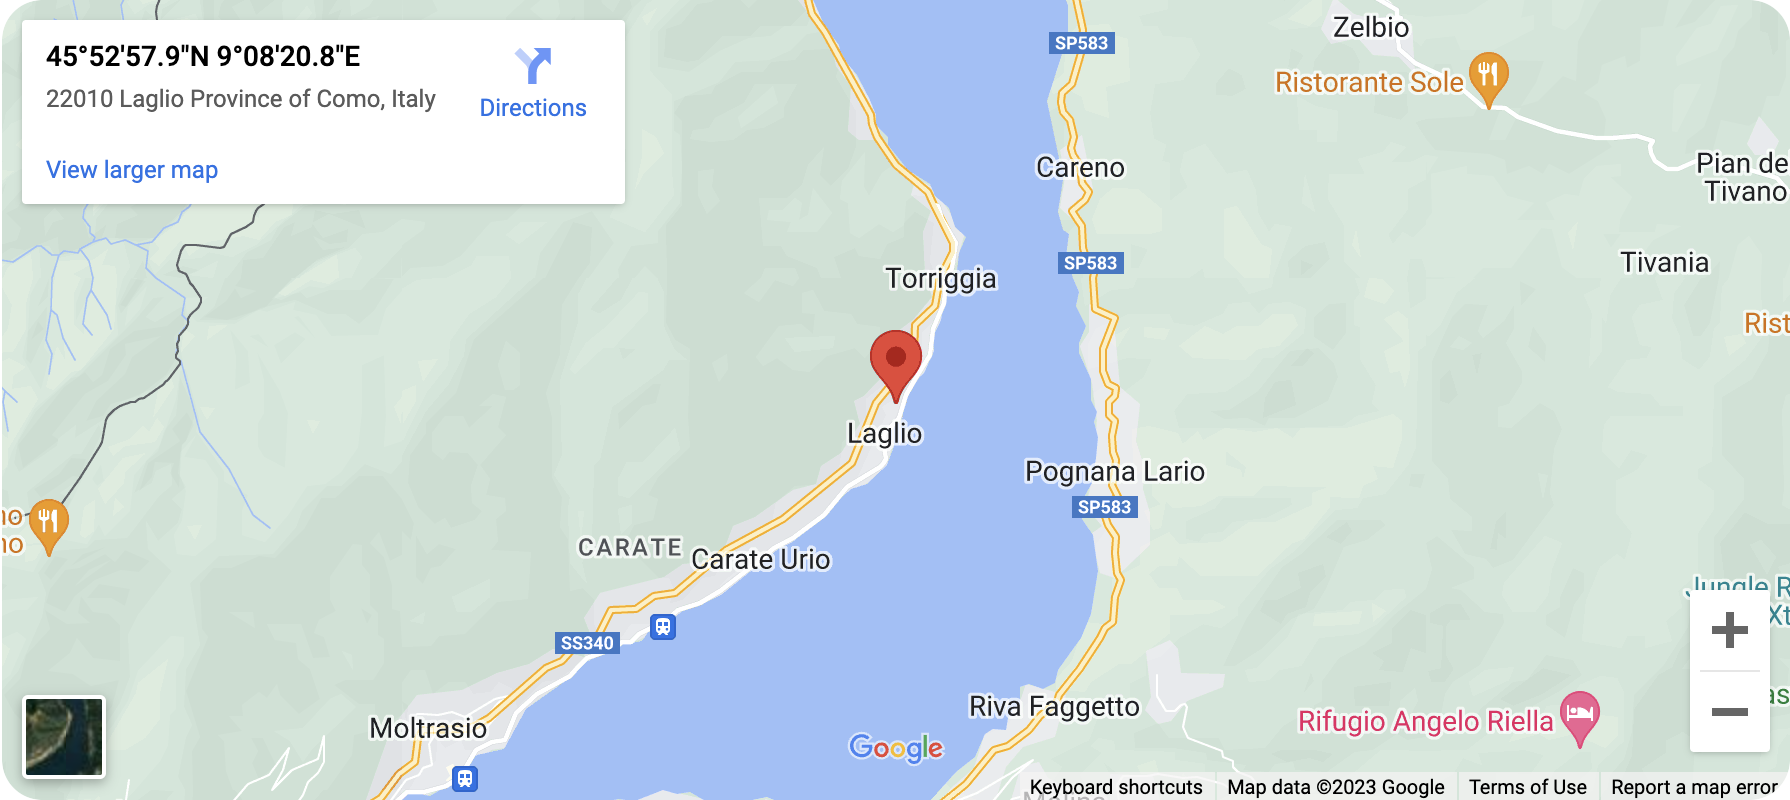 45°52'57.9"N 9°08'20.8"E
22010 Laglio Province of Como, Italy
Directions
View larger map
SP583
Zelbio
Ristorante Sole
Careno
Pian de
Tivano
SP583
Tivania
Torriggia
Rist
Laglio
Pognana Lario
SP583
no
no
CARATE
Carate Urio
SS340
Jungle R
Xt
as
Riva Faggetto
Rifugio Angelo Riella
Moltrasio
Google
Keyboard shortcuts
Map data ©2023 Google
Terms of Use
Report a map error